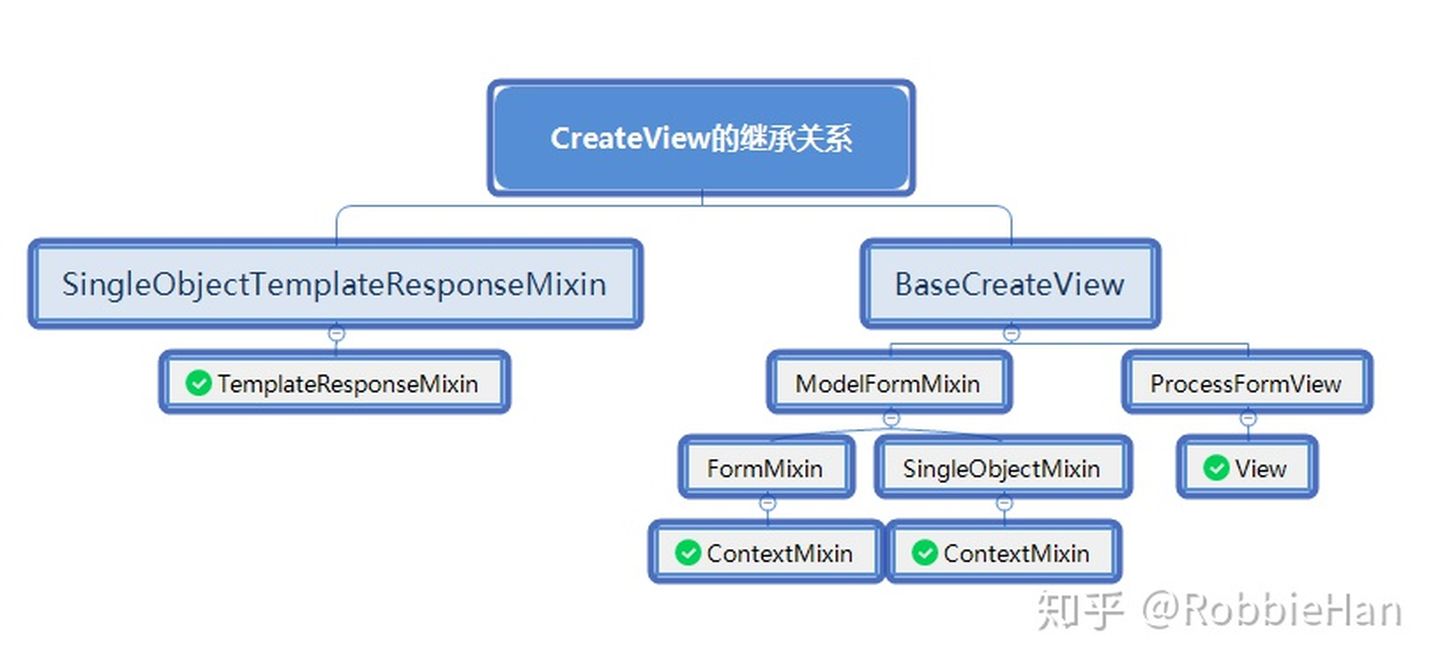 CreateView的继承关系
SingleObjectTemplateResponseMixin
BaseCreateView
TemplateResponseMixin
ModelFormMixin
ProcessFormView
FormMixin
SingleObjectMixin
View
ContextMixin
ContextMixin
知乎 @RobbieHan